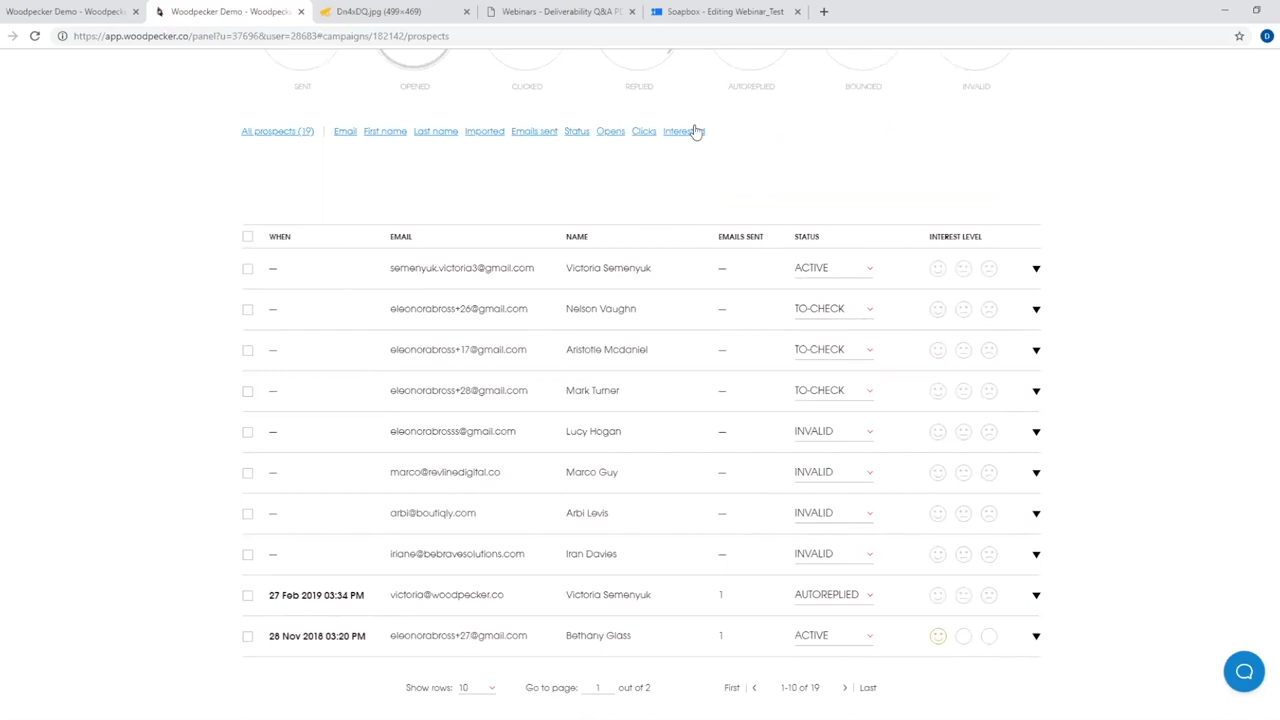 Woodpecker Demo - Woodpeck × Woodpecker Demo - Woodpeck × Dn4xDQ.jpg (499×469) × Webinars - Deliverability Q&A P × Soapbox - Editing Webinar_Test × +
https://app.woodpecker.co/panel?u=37696&user=28683#campaigns/182142/prospects D
SENT OPENED CLICKED REPLIED AUTOREPLIED BOUNCED INVALID
All prospects (19) Email First name Last name Imported Emails sent Status Opens Clicks
WHEN EMAIL NAME EMAILS SENT STATUS INTEREST LEVEL
— semenyuk.victoria3@gmail.com Victoria Semenyuk — ACTIVE
— eleonorabross+26@gmail.com Nelson Vaughn — TO-CHECK
— eleonorabross+17@gmail.com Aristotle Mcdaniel — TO-CHECK
— eleonorabross+28@gmail.com Mark Turner — TO-CHECK
— eleonorabrosss@gmail.com Lucy Hogan — INVALID
— marco@revlinedigital.co Marco Guy — INVALID
— arbi@boutiqly.com Arbi Levis — INVALID
— iriane@bebravesolutions.com Iran Davies — INVALID
27 Feb 2019 03:34 PM victoria@woodpecker.co Victoria Semenyuk 1 AUTOREPLIED
28 Nov 2018 03:20 PM eleonorabross+27@gmail.com Bethany Glass 1 ACTIVE
Show rows: 10 Go to page: 1 out of 2 First 1-10 of 19 Last